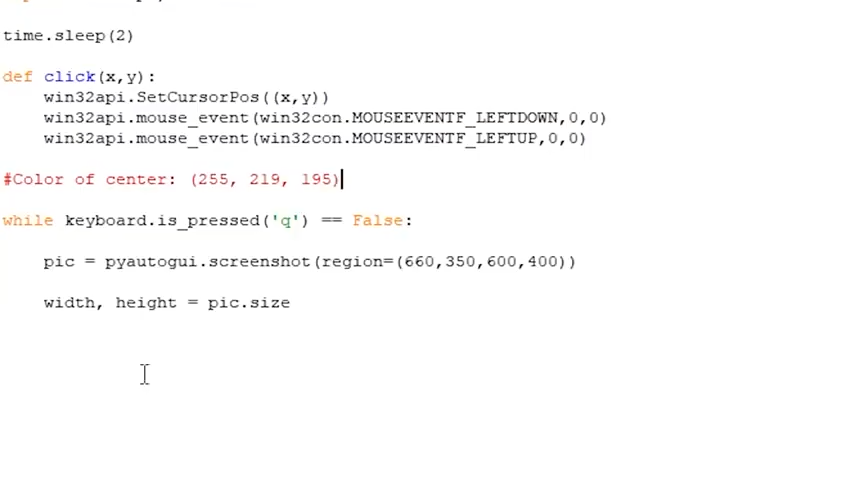 time.sleep(2)
def click(x,y):
    win32api.SetCursorPos((x,y))
    win32api.mouse_event(win32con.MOUSEEVENTF_LEFTDOWN,0,0)
    win32api.mouse_event(win32con.MOUSEEVENTF_LEFTUP,0,0)
#Color of center: (255, 219, 195)
while keyboard.is_pressed('q') == False:
    pic = pyautogui.screenshot(region=(660,350,600,400))
    width, height = pic.size